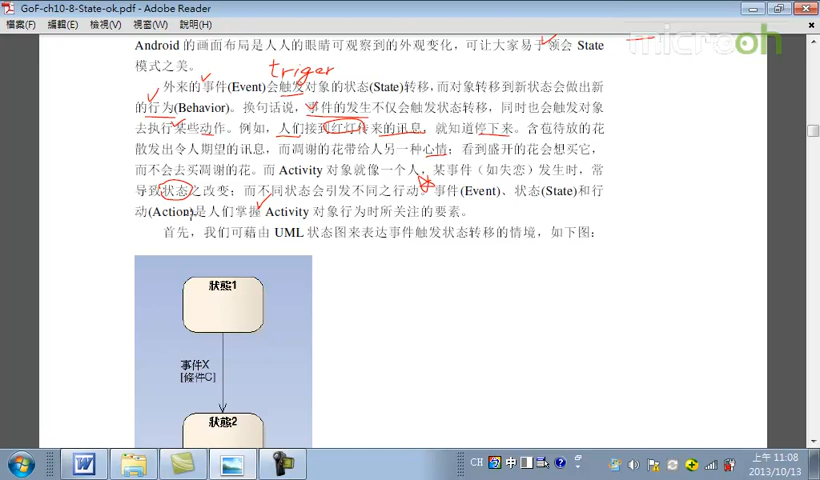 GoF-ch10-8-State-ok.pdf - Adobe Reader
檔案(F) 編輯(E) 檢視(V) 視窗(W) 說明(H)
microoh
Android 的画面布局是人人的眼睛可观察到的外观变化，可让大家易于领会 State
模式之美。
triger
外来的事件(Event)会触发对象的状态(State)转移，而对象转移到新状态会做出新
的行为(Behavior)。换句话说，事件的发生不仅会触发状态转移，同时也会触发对象
去执行某些动作。例如，人们接到红灯传来的讯息，就知道停下来。含苞待放的花
散发出令人期望的讯息，而凋谢的花带给人另一种心情；看到盛开的花会想买它，
而不会去买凋谢的花。而 Activity 对象就像一个人，某事件（如失恋）发生时，常
导致状态之改变；而不同状态会引发不同之行动。事件(Event)、状态(State)和行
动(Action)是人们掌握 Activity 对象行为时所关注的要素。
首先，我们可藉由 UML 状态图来表达事件触发状态转移的情境，如下图：
狀態1
事件X
[條件C]
狀態2
CH 中
上午 11:08
2013/10/13